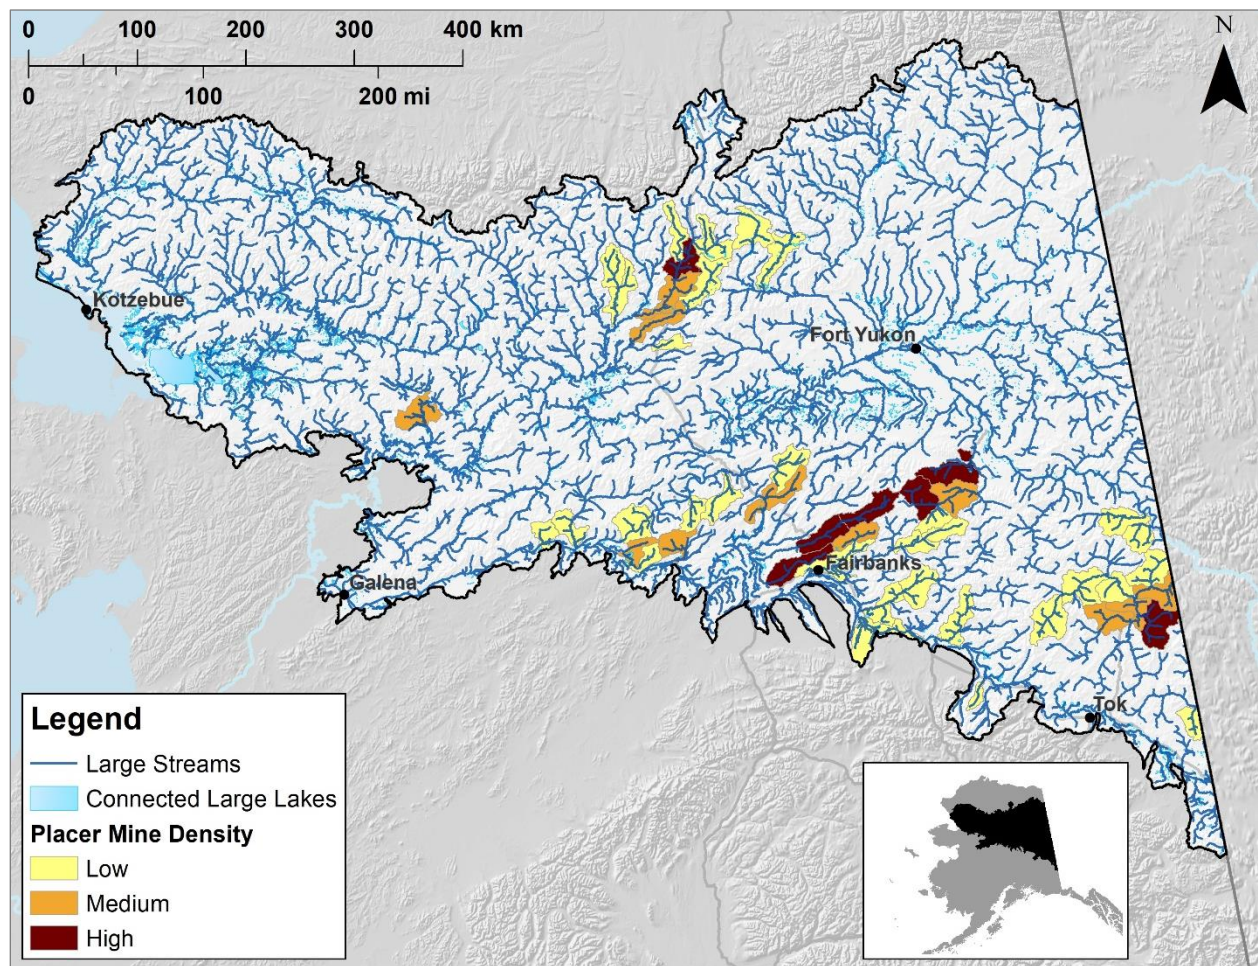 0 100 200 300 400 km
0 100 200 mi
N
Kotzebue
Fort Yukon
Fairbanks
Galena
Tok
Legend
Large Streams
Connected Large Lakes
Placer Mine Density
Low
Medium
High